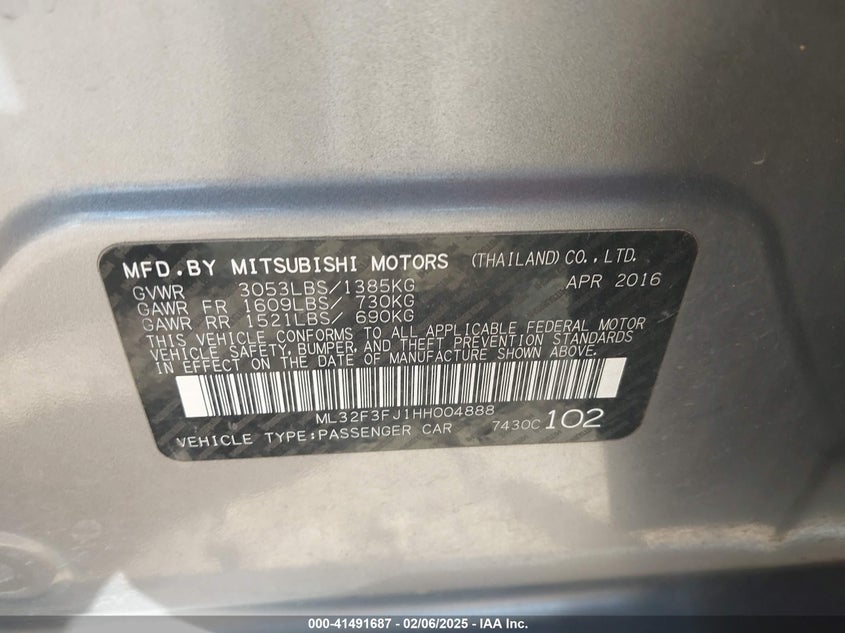 MFD.BY MITSUBISHI MOTORS (THAILAND)CO.,LTD.
GVWR 3053LBS/1385KG APR 2016
GAWR FR 1609LBS/ 730KG
GAWR RR 1521LBS/ 690KG
THIS VEHICLE CONFORMS TO ALL APPLICABLE FEDERAL MOTOR
VEHICLE SAFETY, BUMPER, AND THEFT PREVENTION STANDARDS
IN EFFECT ON THE DATE OF MANUFACTURE SHOWN ABOVE.
ML32F3FJ1HH004888
VEHICLE TYPE:PASSENGER CAR 7430C 102
000-41491687 - 02/06/2025 - IAA Inc.